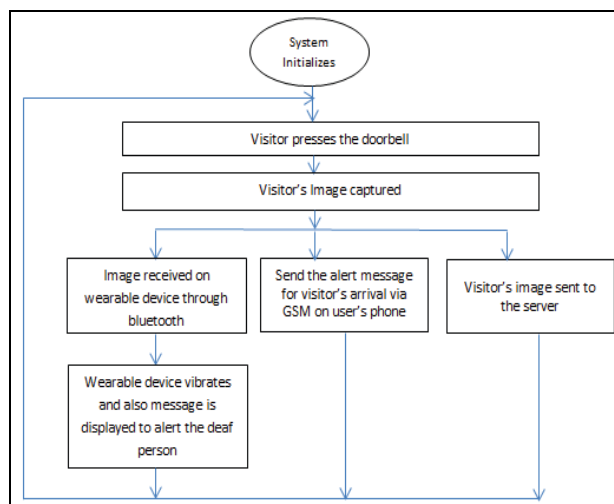 System
Initializes
Visitor presses the doorbell
Visitor's Image captured
Image received on
wearable device through
bluetooth
Send the alert message
for visitor's arrival via
GSM on user's phone
Visitor's image sent to
the server
Wearable device vibrates
and also message is
displayed to alert the deaf
person